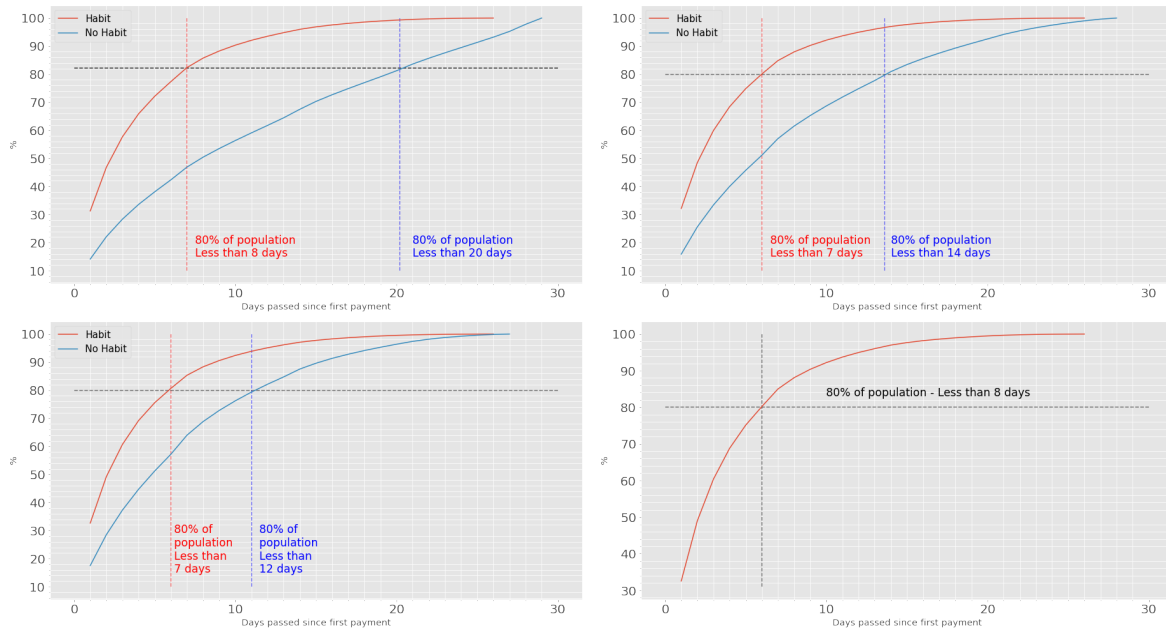 Habit
No Habit
100
90
80
70
60
50
40
30
20
10
%
80% of population
Less than 8 days
80% of population
Less than 20 days
0
10
20
30
Days passed since first payment
Habit
No Habit
100
90
80
70
60
50
40
30
20
10
%
80% of population
Less than 7 days
80% of population
Less than 14 days
0
10
20
30
Days passed since first payment
Habit
No Habit
100
90
80
70
60
50
40
30
20
10
%
80% of
population
Less than
7 days
80% of
population
Less than
12 days
0
10
20
30
Days passed since first payment
100
90
80
70
60
50
40
30
%
80% of population - Less than 8 days
0
10
20
30
Days passed since first payment